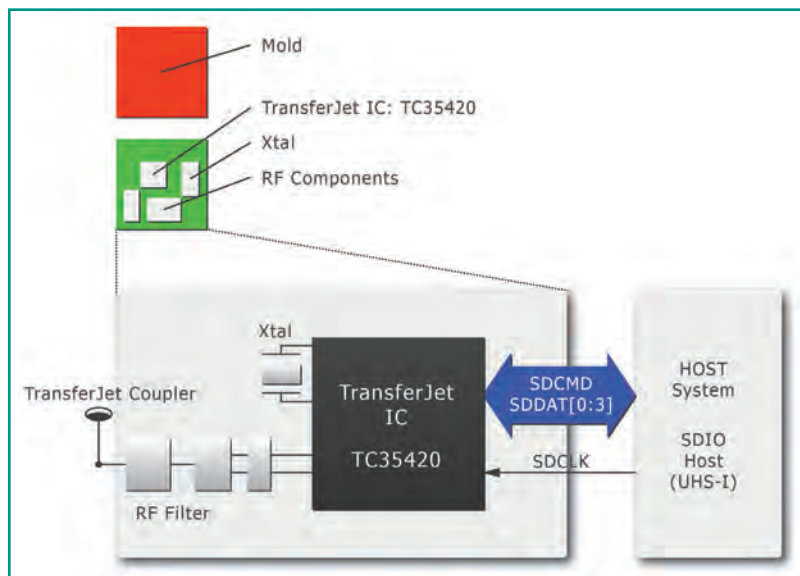 Mold
TransferJet IC: TC35420
Xtal
RF Components
Xtal
TransferJet Coupler
TransferJet
IC
TC35420
RF Filter
SDCMD
SDDAT[0:3]
SDCLK
HOST
System
SDIO
Host
(UHS-I)